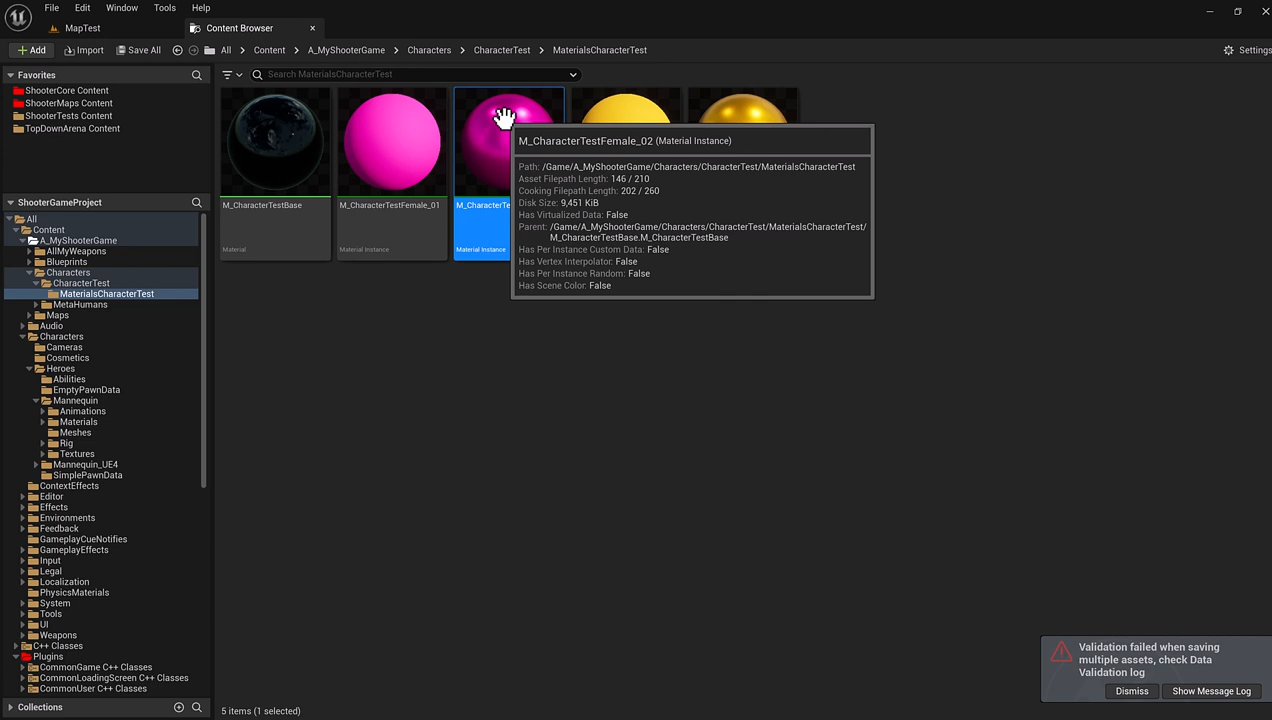 File Edit Window Tools Help
MapTest
Content Browser
Add Import Save All All Content A_MyShooterGame Characters CharacterTest MaterialsCharacterTest Settings
Favorites
ShooterCore Content
ShooterMaps Content
ShooterTests Content
TopDownArena Content
ShooterGameProject
All
Content
A_MyShooterGame
AllMyWeapons
Blueprints
Characters
CharacterTest
MaterialsCharacterTest
MetaHumans
Maps
Audio
Characters
Cameras
Cosmetics
Heroes
Abilities
EmptyPawnData
Mannequin
Animations
Materials
Meshes
Rig
Textures
Mannequin_UE4
SimplePawnData
ContextEffects
Editor
Effects
Environments
Feedback
GameplayCueNotifies
GameplayEffects
Input
Legal
Localization
PhysicsMaterials
System
Tools
UI
Weapons
C++ Classes
Plugins
CommonGame C++ Classes
CommonLoadingScreen C++ Classes
CommonUser C++ Classes
Collections
Search MaterialsCharacterTest
M_CharacterTestBase
Material
M_CharacterTestFemale_01
Material Instance
M_CharacterTe
Material Instance
M_CharacterTestFemale_02 (Material Instance)
Path: /Game/A_MyShooterGame/Characters/CharacterTest/MaterialsCharacterTest
Asset Filepath Length: 146 / 210
Cooking Filepath Length: 202 / 260
Disk Size: 9,451 KiB
Has Virtualized Data: False
Parent: /Game/A_MyShooterGame/Characters/CharacterTest/MaterialsCharacterTest/
M_CharacterTestBase.M_CharacterTestBase
Has Per Instance Custom Data: False
Has Vertex Interpolator: False
Has Per Instance Random: False
Has Scene Color: False
Validation failed when saving
multiple assets, check Data
Validation log
Dismiss Show Message Log
5 items (1 selected)